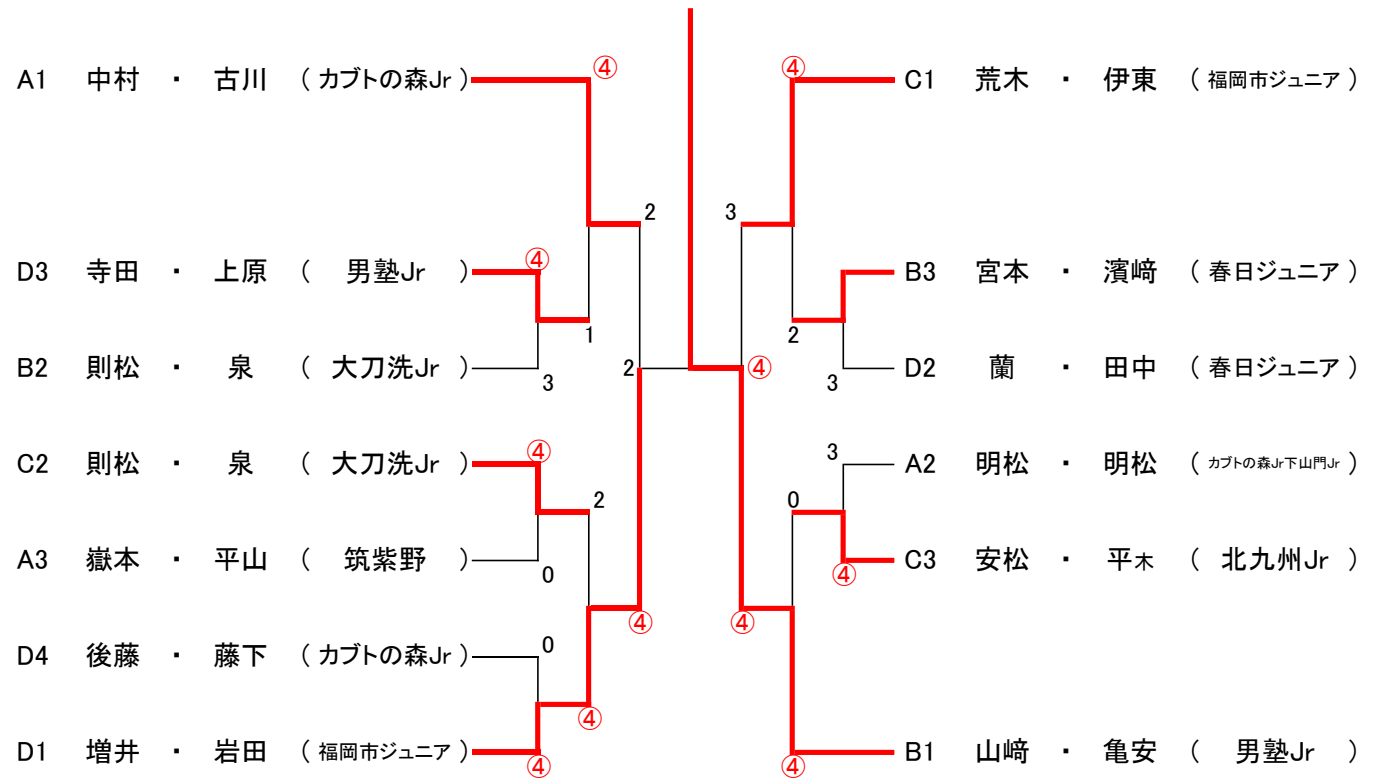 A1 中村 ・ 古川 ( カブトの森Jr )
④
④
C1 荒木 ・ 伊東 ( 福岡市ジュニア )
2
3
D3 寺田 ・ 上原 ( 男塾Jr )
④
B3 宮本 ・ 濱﨑 ( 春日ジュニア )
1
2
B2 則松 ・ 泉 ( 大刀洗Jr )
3
2
④
3
D2 蘭 ・ 田中 ( 春日ジュニア )
C2 則松 ・ 泉 ( 大刀洗Jr )
④
3
A2 明松 ・ 明松 ( カブトの森Jr下山門Jr )
2
0
A3 嶽本 ・ 平山 ( 筑紫野 )
0
④
C3 安松 ・ 平木 ( 北九州Jr )
④
④
D4 後藤 ・ 藤下 ( カブトの森Jr )
0
④
D1 増井 ・ 岩田 ( 福岡市ジュニア )
④
④
B1 山﨑 ・ 亀安 ( 男塾Jr )